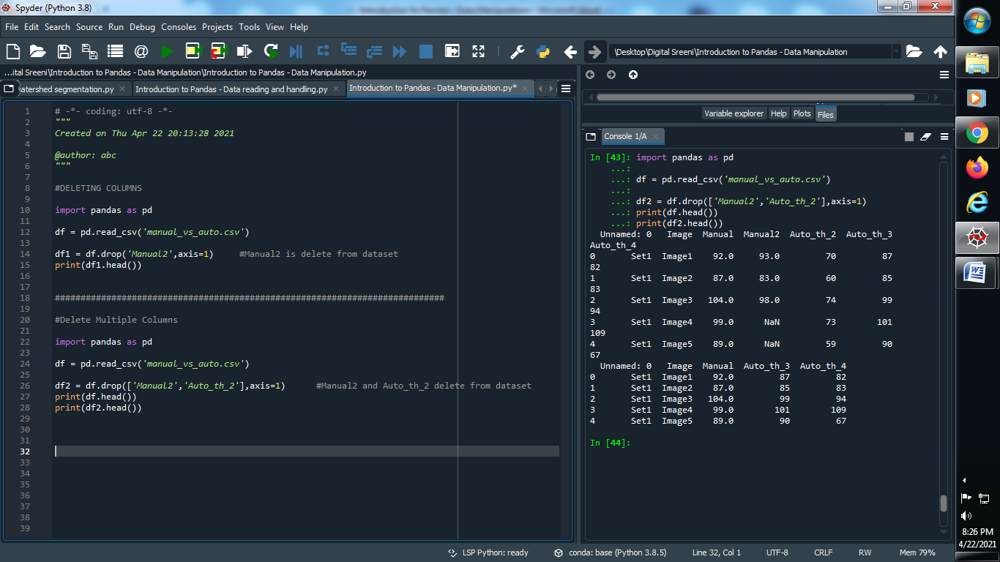 Spyder (Python 3.8)
File Edit Search Source Run Debug Consoles Projects Tools View Help
\Desktop\Digital Sreeni\Introduction to Pandas - Data Manipulation
...ital Sreeni\Introduction to Pandas - Data Manipulation\Introduction to Pandas - Data Manipulation.py
atershed segmentation.py Introduction to Pandas - Data reading and handling.py Introduction to Pandas - Data Manipulation.py*
1 # -*- coding: utf-8 -*-
2 """
3 Created on Thu Apr 22 20:13:28 2021
4
5 @author: abc
6 """
7
8 #DELETING COLUMNS
9
10 import pandas as pd
11
12 df = pd.read_csv('manual_vs_auto.csv')
13
14 df1 = df.drop('Manual2',axis=1)     #Manual2 is delete from dataset
15 print(df1.head())
16
17
18 ############################################################################
19
20 #Delete Multiple Columns
21
22 import pandas as pd
23
24 df = pd.read_csv('manual_vs_auto.csv')
25
26 df2 = df.drop(['Manual2','Auto_th_2'],axis=1)      #Manual2 and Auto_th_2 delete from dataset
27 print(df.head())
28 print(df2.head())
29
30
31
32
33
34
35
36
37
38
39
Variable explorer Help Plots Files
Console 1/A
In [43]: import pandas as pd
...:
...: df = pd.read_csv('manual_vs_auto.csv')
...:
...: df2 = df.drop(['Manual2','Auto_th_2'],axis=1)
...: print(df.head())
...: print(df2.head())
Unnamed: 0 Image Manual Manual2 Auto_th_2 Auto_th_3
Auto_th_4
0 Set1 Image1 92.0 93.0 70 87
82
1 Set1 Image2 87.0 83.0 60 85
83
2 Set1 Image3 104.0 98.0 74 99
94
3 Set1 Image4 99.0 NaN 73 101
109
4 Set1 Image5 89.0 NaN 59 90
67
Unnamed: 0 Image Manual Auto_th_3 Auto_th_4
0 Set1 Image1 92.0 87 82
1 Set1 Image2 87.0 85 83
2 Set1 Image3 104.0 99 94
3 Set1 Image4 99.0 101 109
4 Set1 Image5 89.0 90 67
In [44]:
LSP Python: ready conda: base (Python 3.8.5) Line 32, Col 1 UTF-8 CRLF RW Mem 79%
8:26 PM
4/22/2021